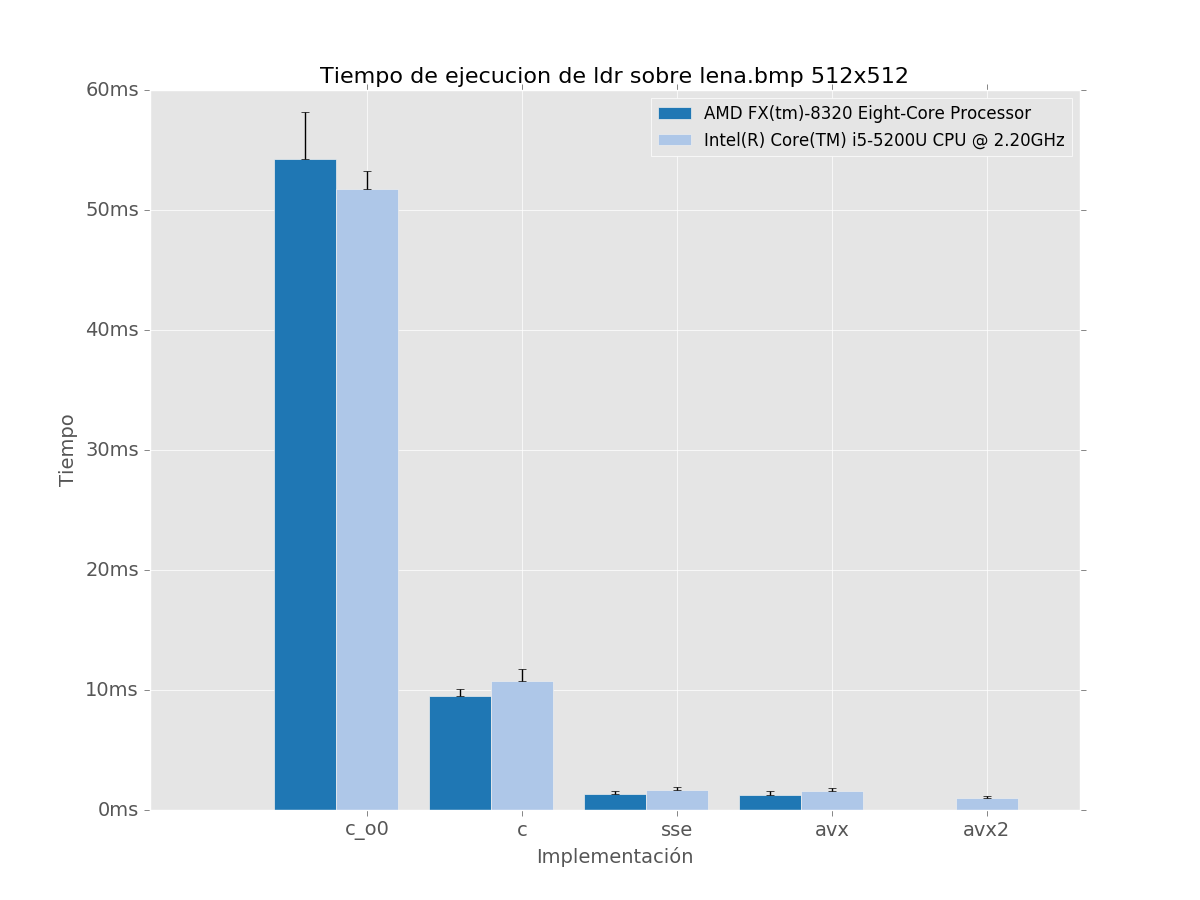 Tiempo de ejecucion de ldr sobre lena.bmp 512x512
AMD FX(tm)-8320 Eight-Core Processor
Intel(R) Core(TM) i5-5200U CPU @ 2.20GHz
60ms
50ms
40ms
30ms
20ms
10ms
0ms
Tiempo
c_o0 c sse avx avx2
Implementación